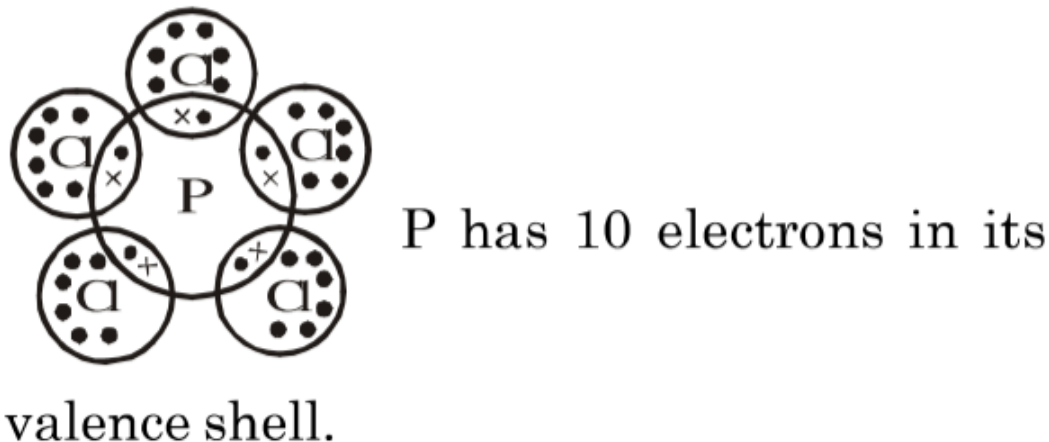 Cl
Cl Cl
P
P has 10 electrons in its
Cl Cl
valence shell.